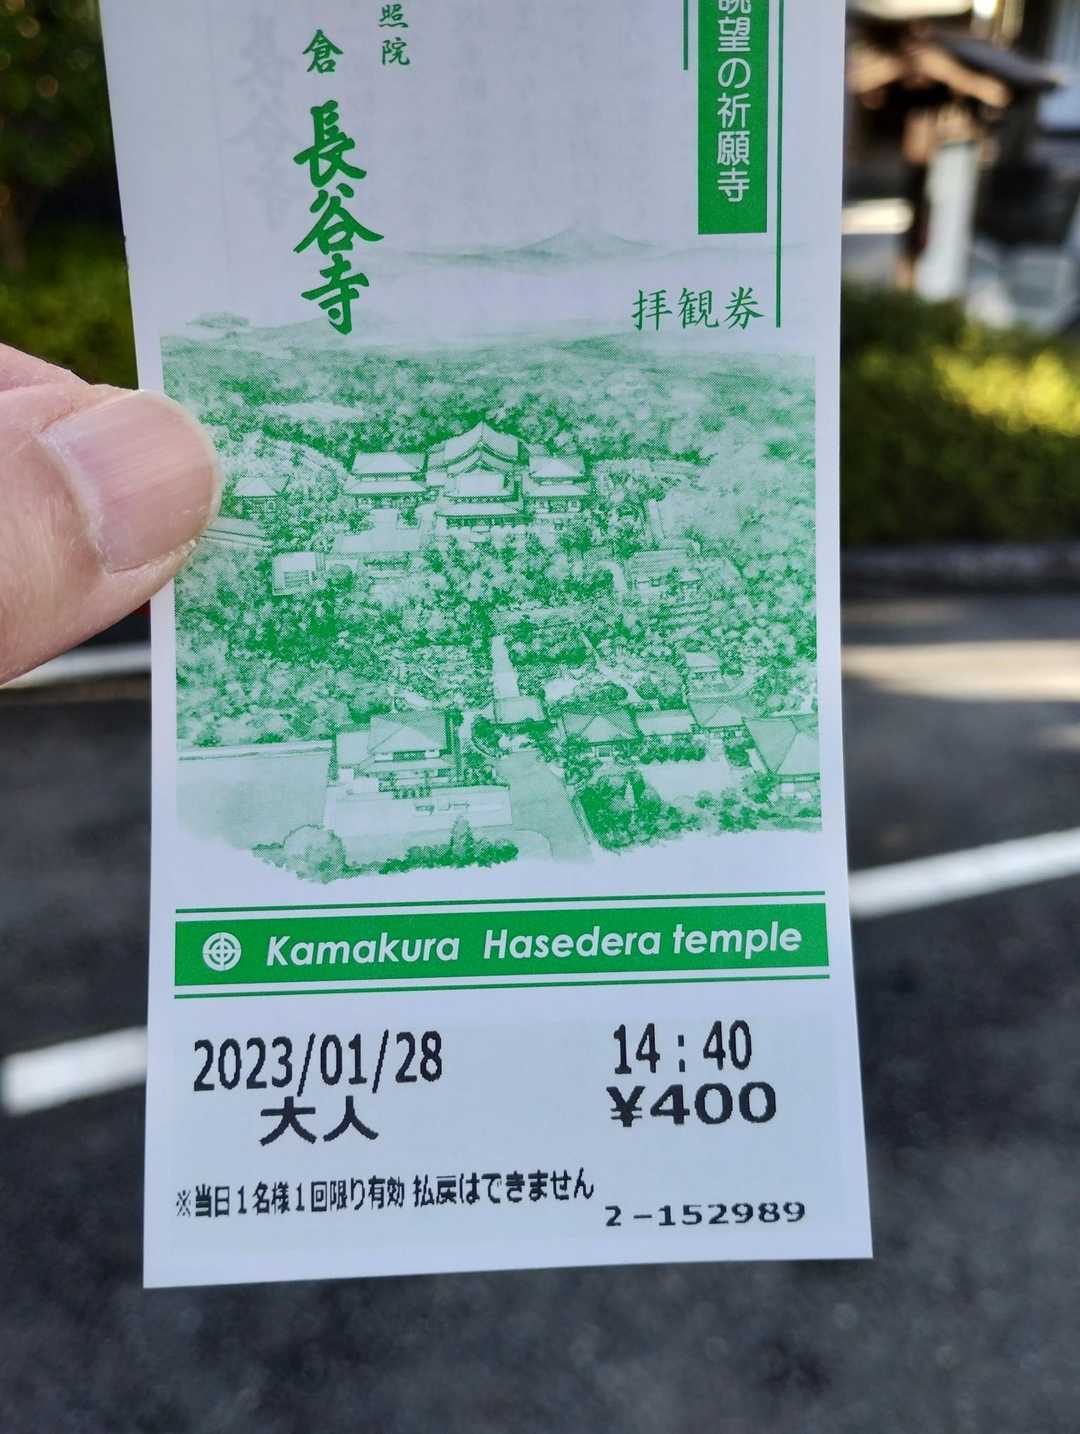 眺望の祈願寺
照院
倉
長谷寺
拝観券
Kamakura Hasedera temple
2023/01/28 14:40
大人 ¥400
※当日1名様1回限り有効 払戻はできません
2-152989